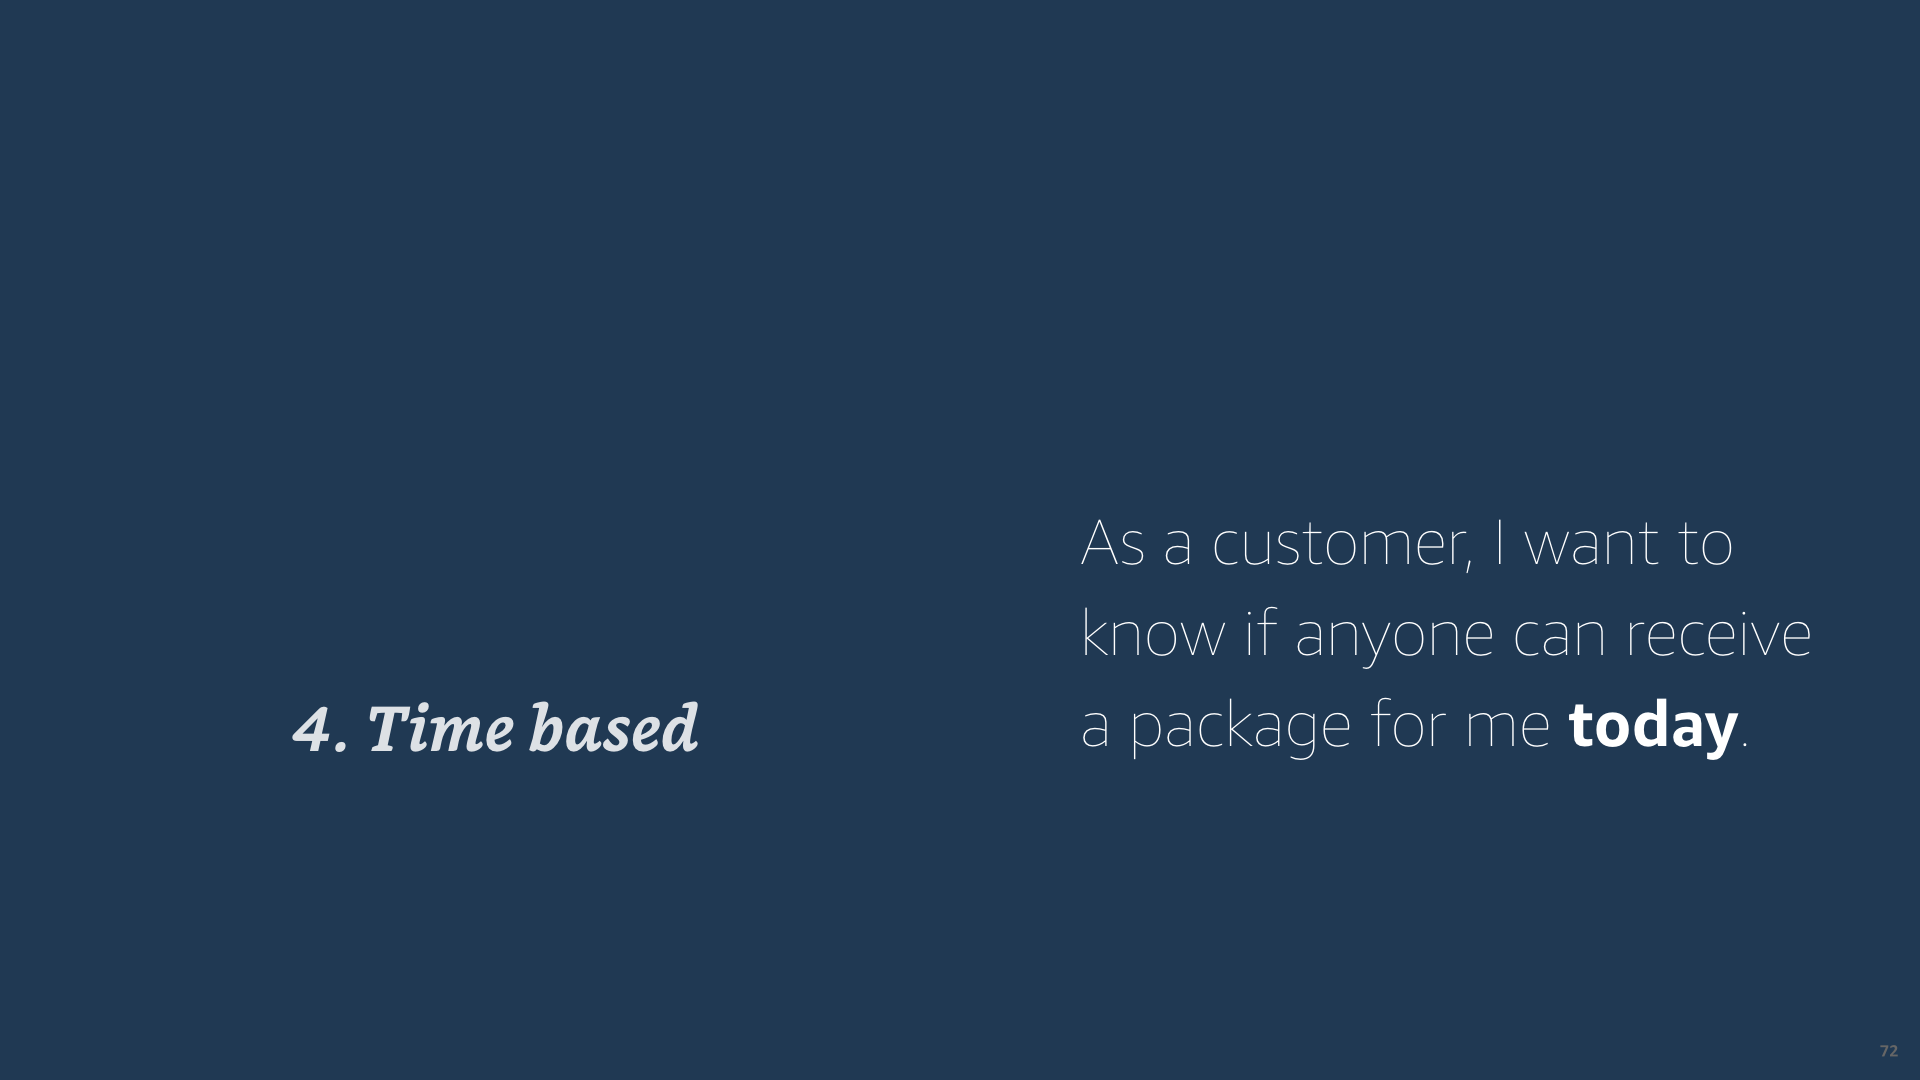 4. Time based
As a customer, I want to
know if anyone can receive
a package for me today.
72